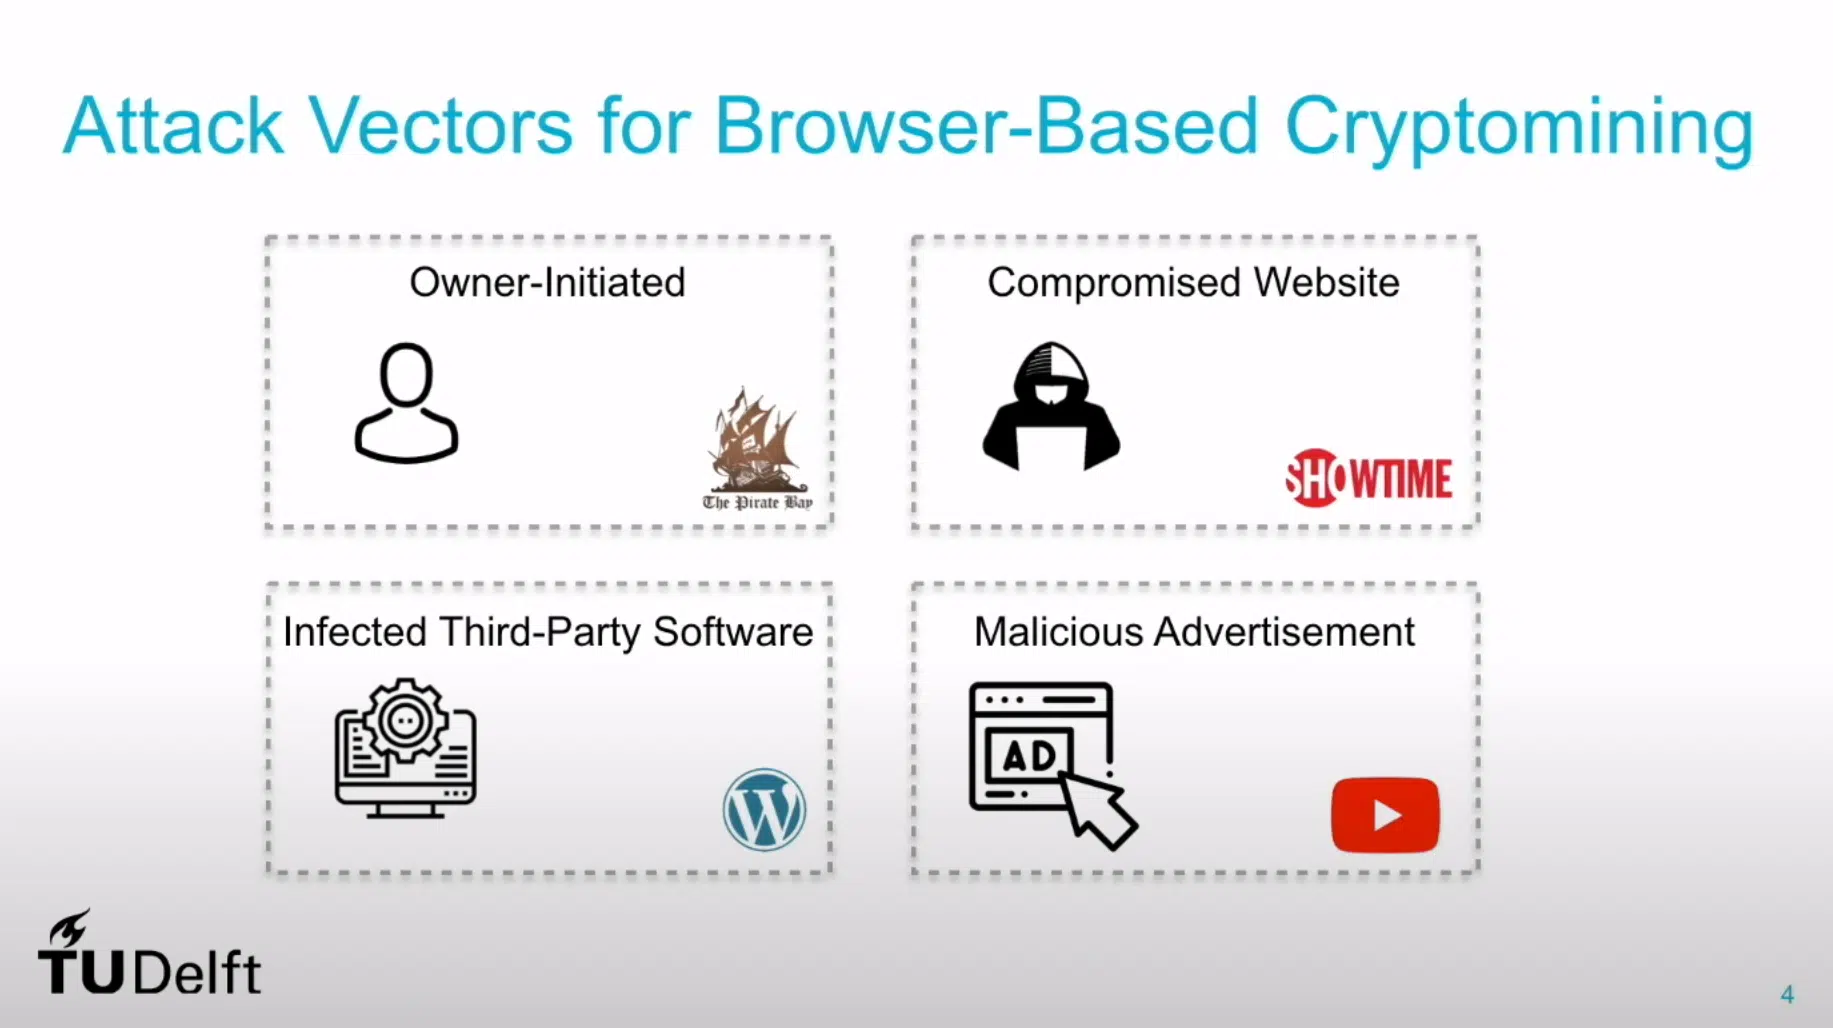 Attack Vectors for Browser-Based Cryptomining
Owner-Initiated
The Pirate Bay
Compromised Website
SHOWTIME
Infected Third-Party Software
W
Malicious Advertisement
AD
TUDelft
4